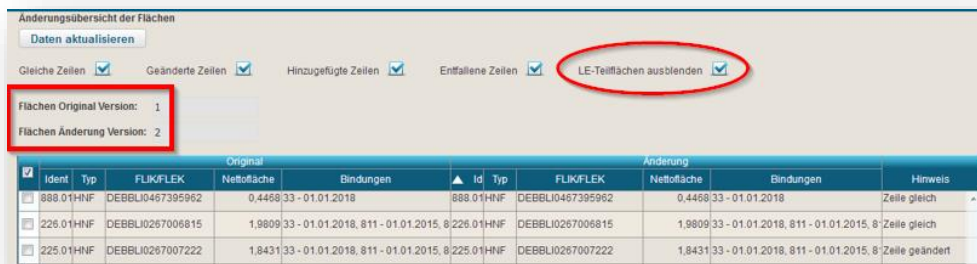 Änderungsübersicht der Flächen
Daten aktualisieren
Gleiche Zeilen Geänderte Zeilen Hinzugefügte Zeilen Entfallene Zeilen LE-Teilflächen ausblenden
Flächen Original Version: 1
Flächen Änderung Version: 2
Original Änderung
Ident Typ FLIK/FLEK Nettofläche Bindungen Id Typ FLIK/FLEK Nettofläche Bindungen Hinweis
888.01 HNF DEBBLI0467395962 0,4468 33 - 01.01.2018 888.01 HNF DEBBLI0467395962 0,4468 33 - 01.01.2018 Zeile gleich
226.01 HNF DEBBLI0267006815 1,9809 33 - 01.01.2018, 811 - 01.01.2015, 8 226.01 HNF DEBBLI0267006815 1,9809 33 - 01.01.2018, 811 - 01.01.2015, 8 Zeile gleich
225.01 HNF DEBBLI0267007222 1,8431 33 - 01.01.2018, 811 - 01.01.2015, 8 225.01 HNF DEBBLI0267007222 1,8431 33 - 01.01.2018, 811 - 01.01.2015, 8 Zeile geändert